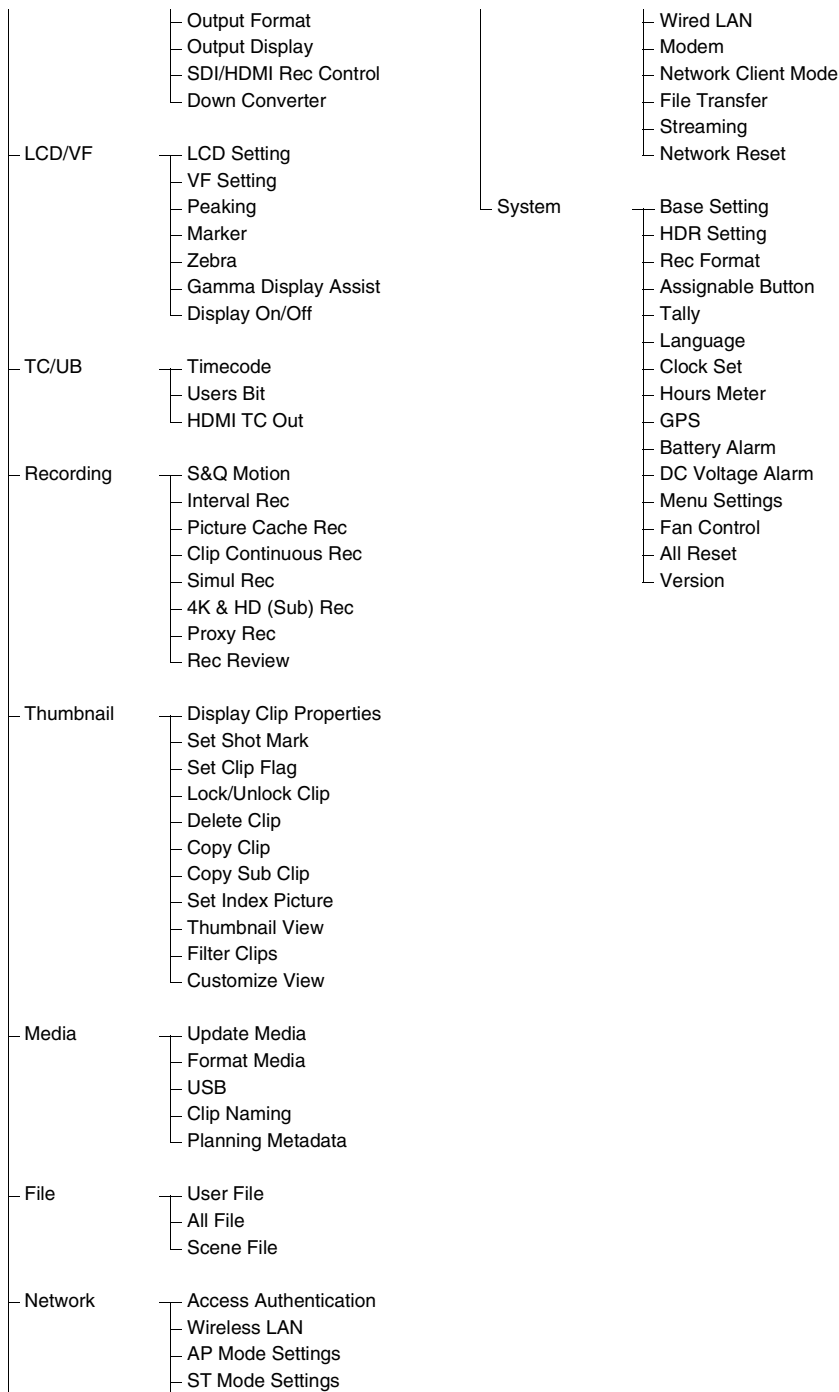 Output Format
Output Display
SDI/HDMI Rec Control
Down Converter
LCD/VF
LCD Setting
VF Setting
Peaking
Marker
Zebra
Gamma Display Assist
Display On/Off
TC/UB
Timecode
Users Bit
HDMI TC Out
Recording
S&Q Motion
Interval Rec
Picture Cache Rec
Clip Continuous Rec
Simul Rec
4K & HD (Sub) Rec
Proxy Rec
Rec Review
Thumbnail
Display Clip Properties
Set Shot Mark
Set Clip Flag
Lock/Unlock Clip
Delete Clip
Copy Clip
Copy Sub Clip
Set Index Picture
Thumbnail View
Filter Clips
Customize View
Media
Update Media
Format Media
USB
Clip Naming
Planning Metadata
File
User File
All File
Scene File
Network
Access Authentication
Wireless LAN
AP Mode Settings
ST Mode Settings
Wired LAN
Modem
Network Client Mode
File Transfer
Streaming
Network Reset
System
Base Setting
HDR Setting
Rec Format
Assignable Button
Tally
Language
Clock Set
Hours Meter
GPS
Battery Alarm
DC Voltage Alarm
Menu Settings
Fan Control
All Reset
Version